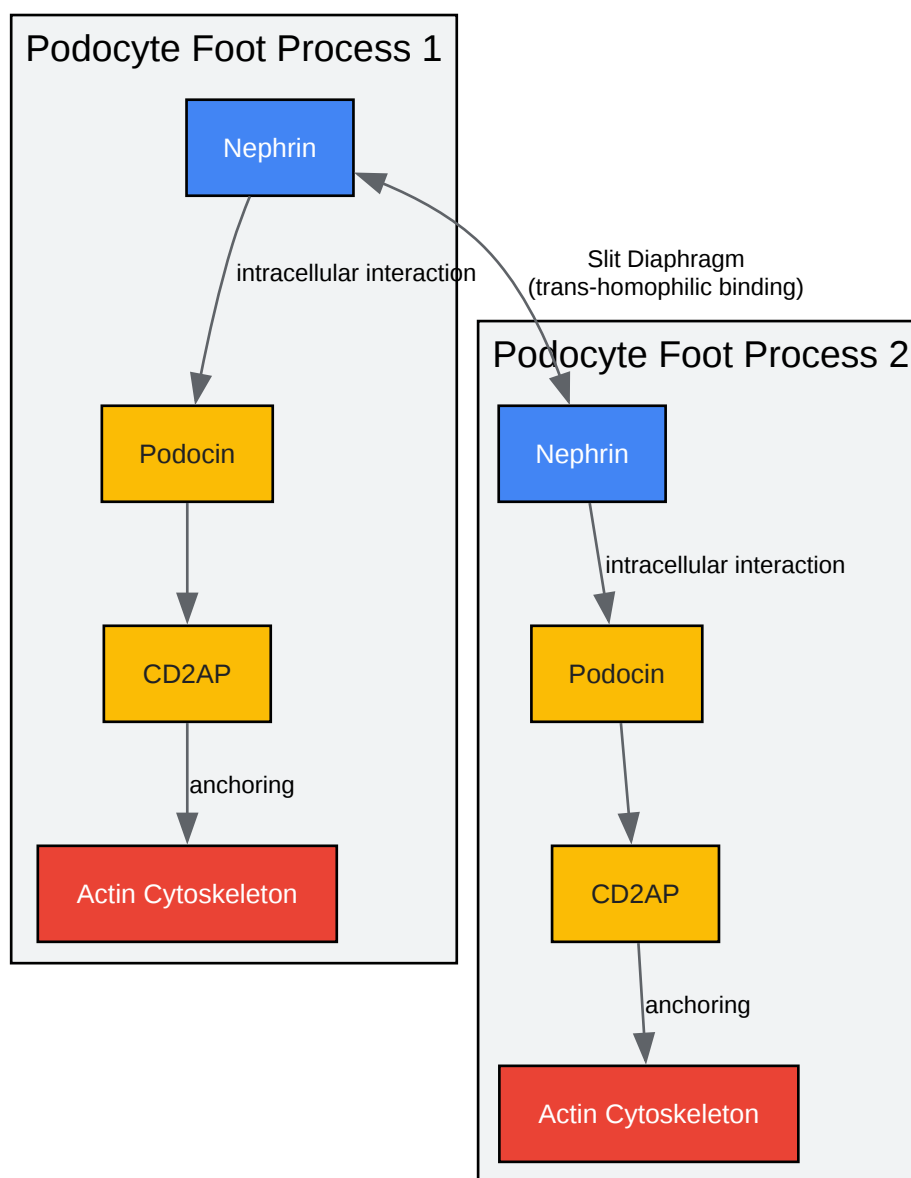 Podocyte Foot Process 1
Nephrin
intracellular interaction
Podocin
CD2AP
anchoring
Actin Cytoskeleton
Slit Diaphragm
(trans-homophilic binding)
Podocyte Foot Process 2
Nephrin
intracellular interaction
Podocin
CD2AP
anchoring
Actin Cytoskeleton